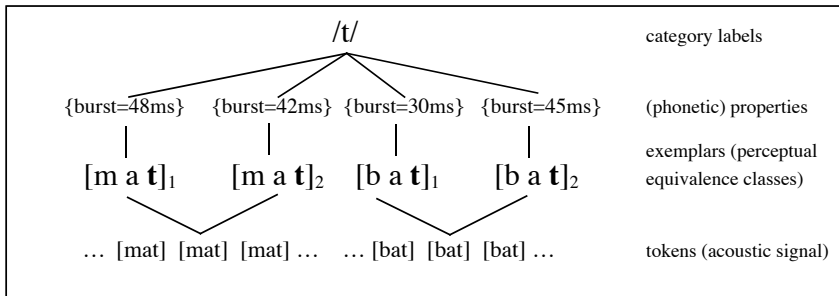 /t/ category labels
{burst=48ms} {burst=42ms} {burst=30ms} {burst=45ms} (phonetic) properties
exemplars (perceptual
[m a t]1 [m a t]2 [b a t]1 [b a t]2 equivalence classes)
… [mat] [mat] [mat] … … [bat] [bat] [bat] … tokens (acoustic signal)